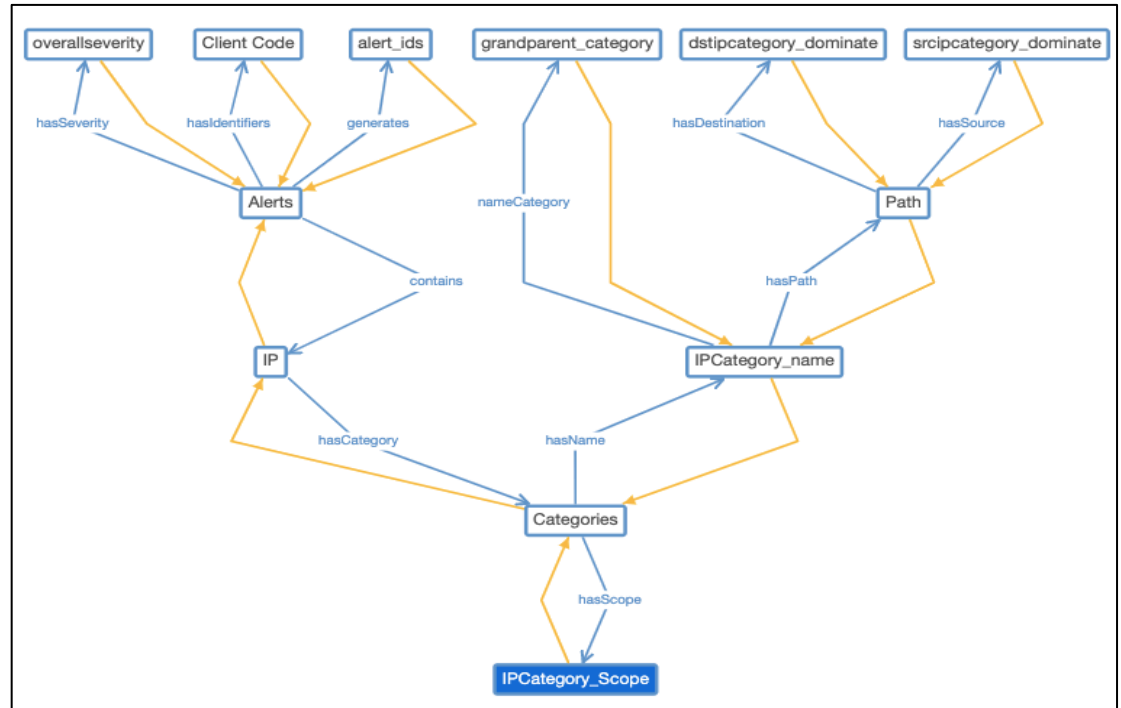 overallseverity
Client Code
alert_ids
grandparent_category
dstipcategory_dominate
srcipcategory_dominate
hasSeverity
hasIdentifiers
generates
hasDestination
hasSource
Alerts
nameCategory
Path
contains
hasPath
IP
IPCategory_name
hasCategory
hasName
Categories
hasScope
IPCategory_Scope